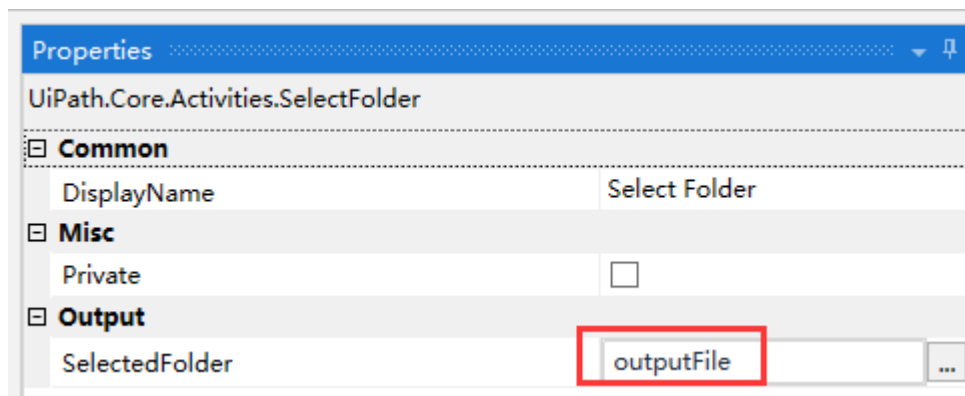 Properties
UiPath.Core.Activities.SelectFolder
Common
DisplayName Select Folder
Misc
Private
Output
SelectedFolder outputFile ...